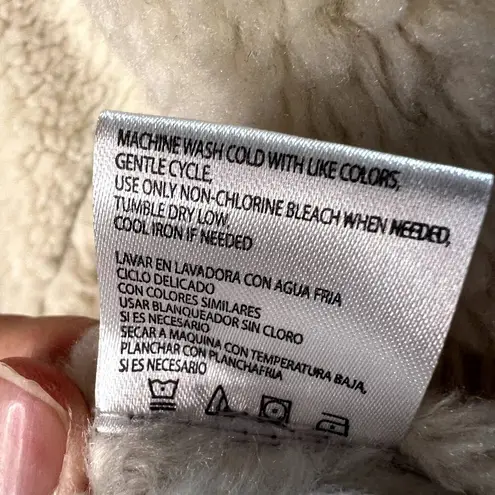 MACHINE WASH COLD WITH LIKE COLORS,
GENTLE CYCLE.
USE ONLY NON-CHLORINE BLEACH WHEN NEEDED,
TUMBLE DRY LOW.
COOL IRON IF NEEDED
LAVAR EN LAVADORA CON AGUA FRIA
CICLO DELICADO
CON COLORES SIMILARES
USAR BLANQUEADOR SIN CLORO
SI ES NECESARIO
SECAR A MAQUINA CON TEMPERATURA BAJA,
PLANCHAR CON PLANCHAFRIA
SI ES NECESARIO